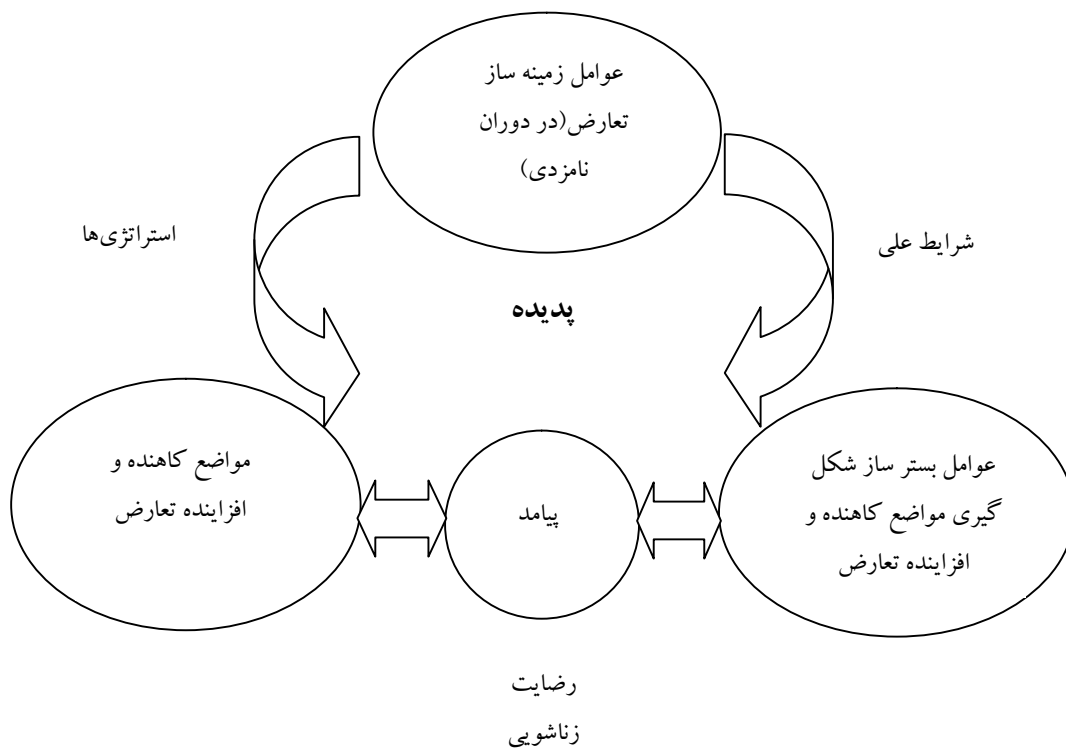 عوامل زمینه ساز
تعارض(در دوران
نامزدی)
شرایط علی
استراتژی‌ها
پدیده
عوامل بستر ساز شکل
گیری مواضع کاهنده و
افزاینده تعارض
پیامد
مواضع کاهنده و
افزاینده تعارض
رضایت
زناشویی